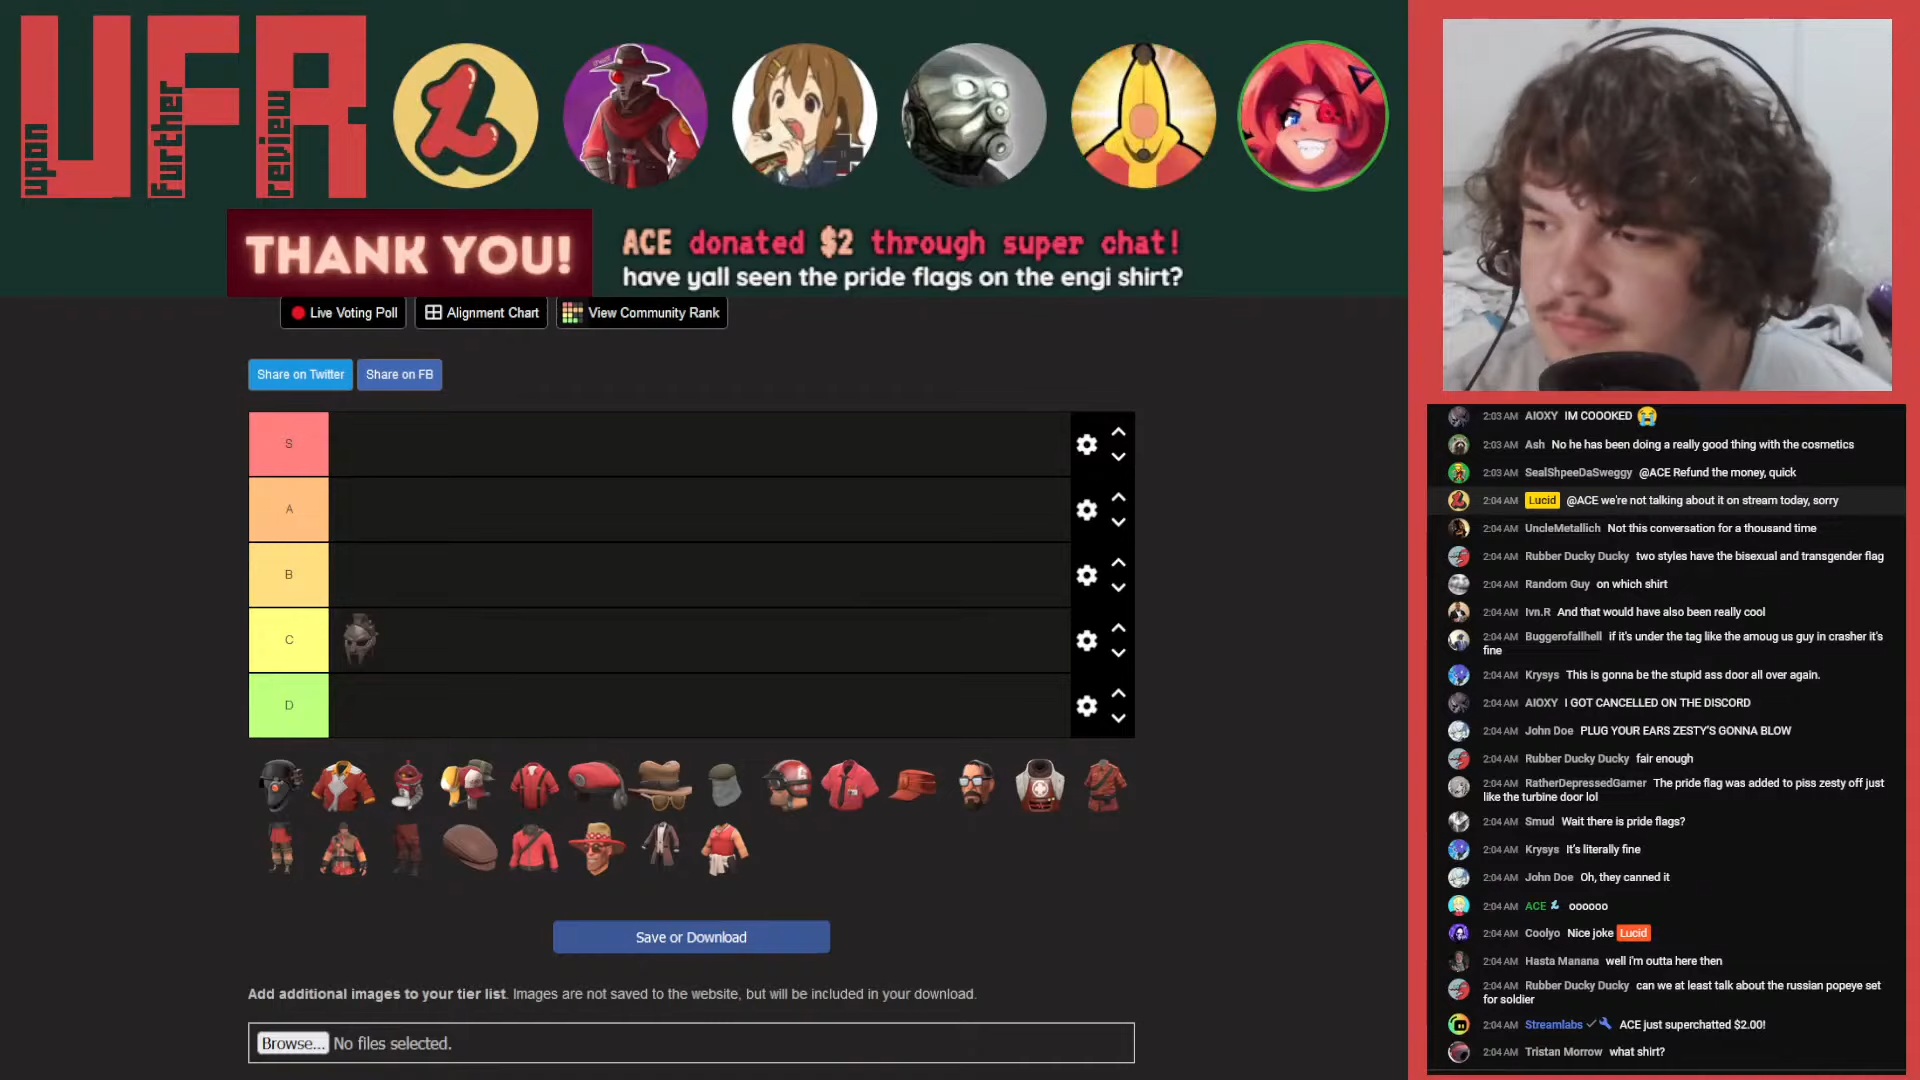 UFR
upon
further
review
THANK YOU!
ACE donated $2 through super chat!
have yall seen the pride flags on the engi shirt?
Live Voting Poll
Alignment Chart
View Community Rank
Share on Twitter
Share on FB
S
A
B
C
D
Save or Download
Add additional images to your tier list. Images are not saved to the website, but will be included in your download.
Browse... No files selected.
2:03 AM AIOXY IM COOOKED
2:03 AM Ash No he has been doing a really good thing with the cosmetics
2:03 AM SealShpeeDaSweggy @ACE Refund the money, quick
2:04 AM Lucid @ACE we're not talking about it on stream today, sorry
2:04 AM UncleMetallich Not this conversation for a thousand time
2:04 AM Rubber Ducky Ducky two styles have the bisexual and transgender flag
2:04 AM Random Guy on which shirt
2:04 AM Ivn.R And that would have also been really cool
2:04 AM Buggerofallhell if it's under the tag like the amoug us guy in crasher it's
fine
2:04 AM Krysys This is gonna be the stupid ass door all over again.
2:04 AM AIOXY I GOT CANCELLED ON THE DISCORD
2:04 AM John Doe PLUG YOUR EARS ZESTY'S GONNA BLOW
2:04 AM Rubber Ducky Ducky fair enough
2:04 AM RatherDepressedGamer The pride flag was added to piss zesty off just
like the turbine door lol
2:04 AM Smud Wait there is pride flags?
2:04 AM Krysys It's literally fine
2:04 AM John Doe Oh, they canned it
2:04 AM ACE oooooo
2:04 AM Coolyo Nice joke Lucid
2:04 AM Hasta Manana well i'm outta here then
2:04 AM Rubber Ducky Ducky can we at least talk about the russian popeye set
for soldier
2:04 AM Streamlabs ACE just superchatted $2.00!
2:04 AM Tristan Morrow what shirt?